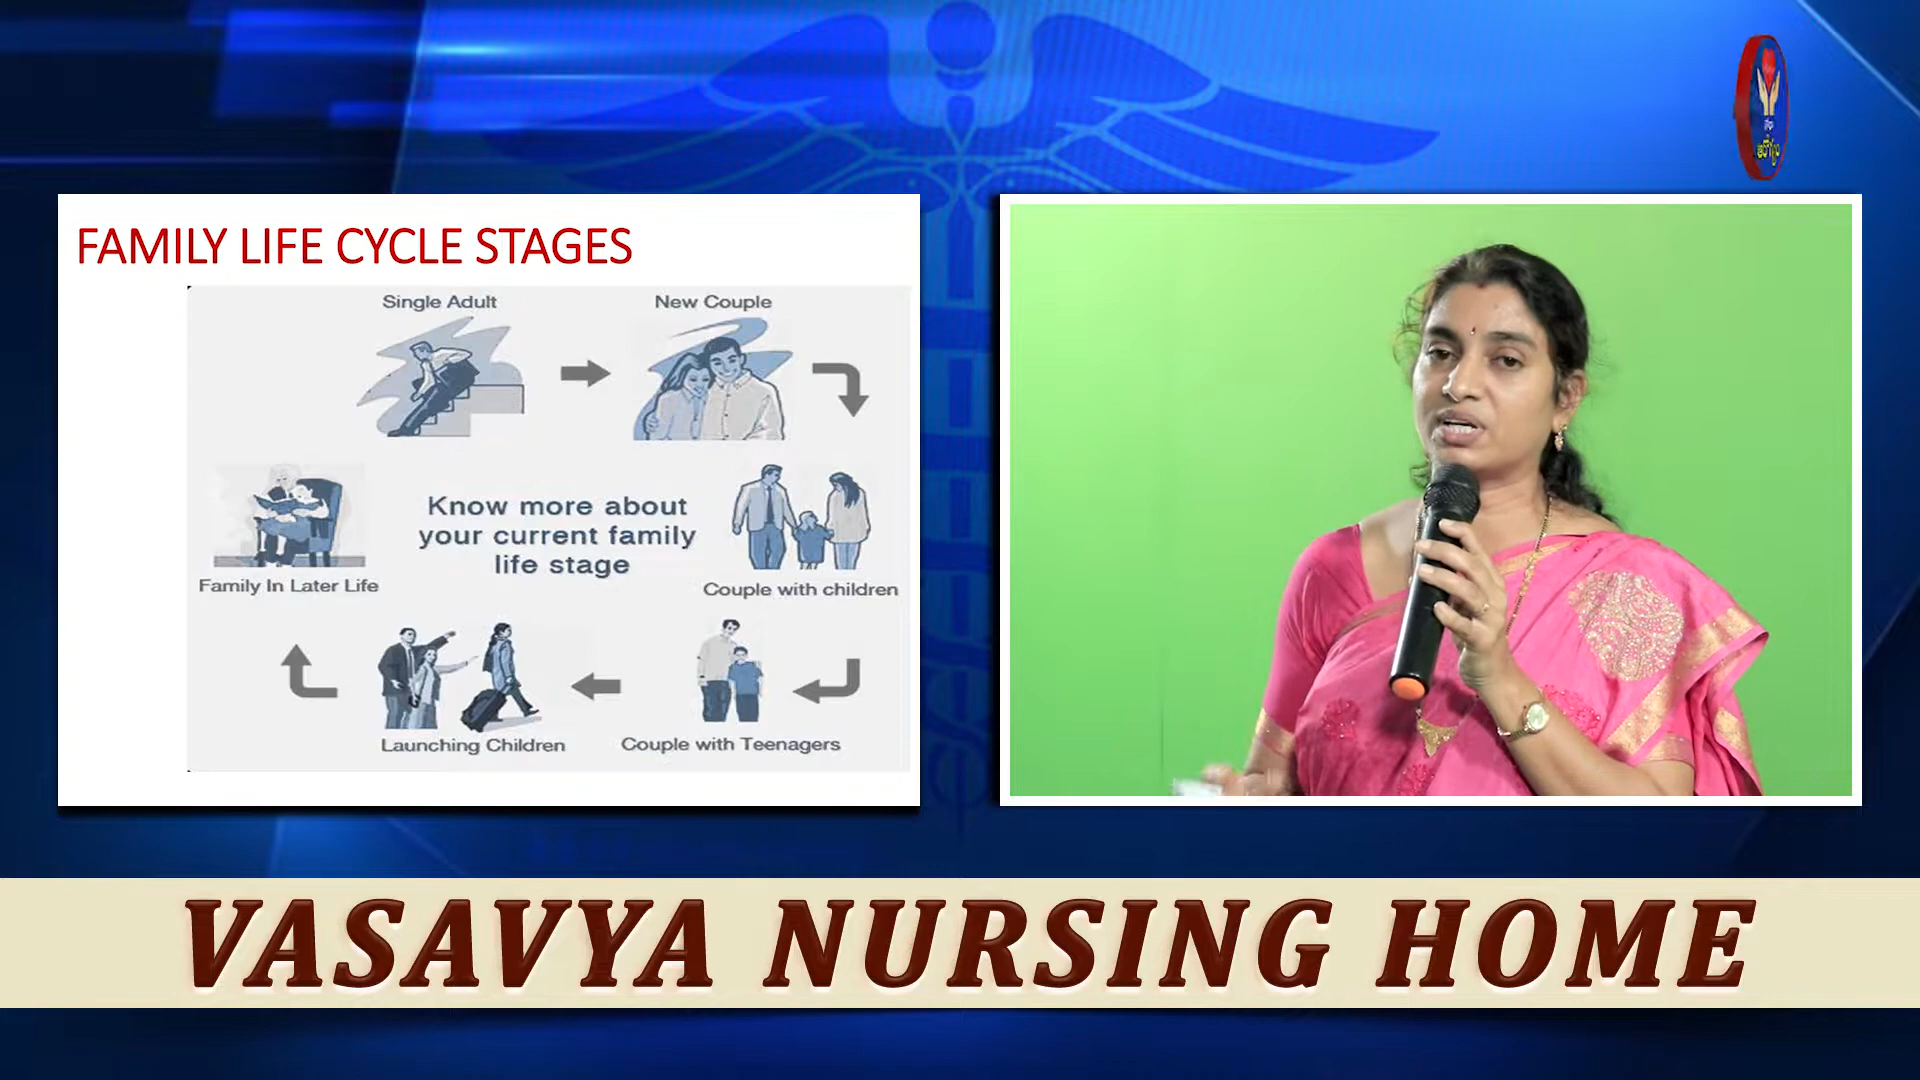 FAMILY LIFE CYCLE STAGES
Single Adult
New Couple
Know more about
your current family
life stage
Family In Later Life
Couple with children
Launching Children
Couple with Teenagers
VASAVYA NURSING HOME